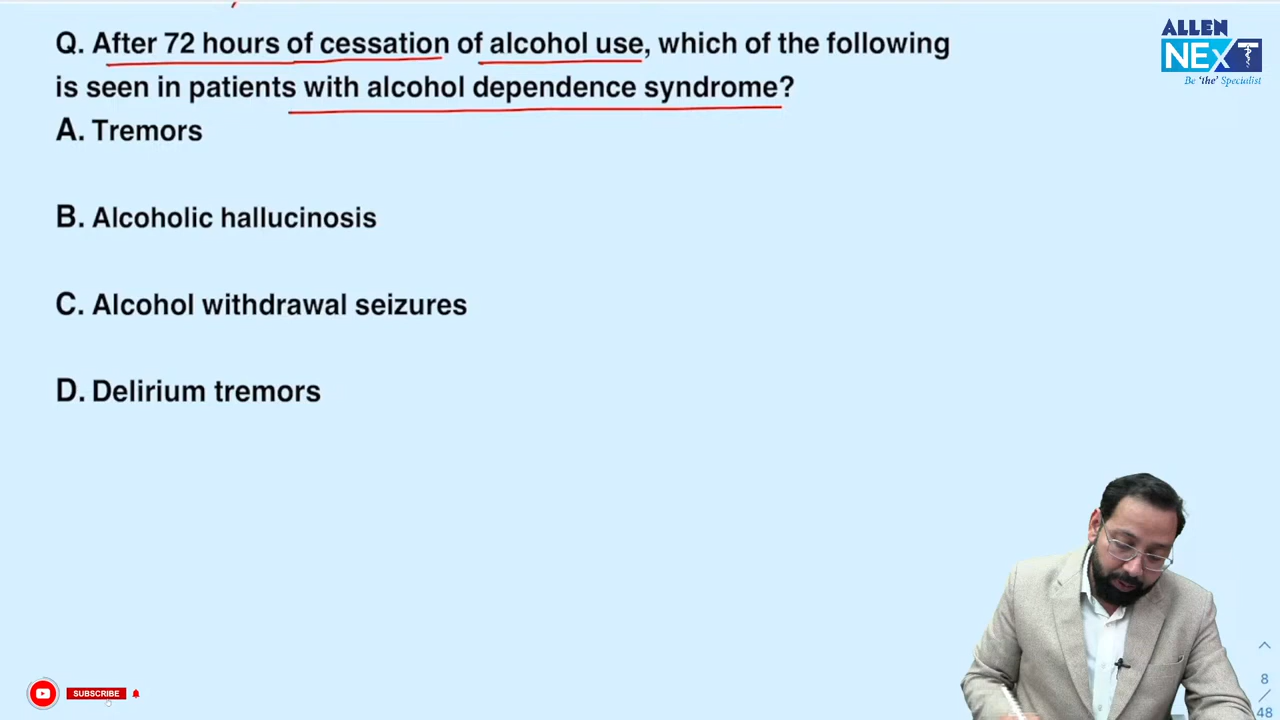 ALLEN
NEXT
Be 'the' Specialist
Q. After 72 hours of cessation of alcohol use, which of the following
is seen in patients with alcohol dependence syndrome?
A. Tremors
B. Alcoholic hallucinosis
C. Alcohol withdrawal seizures
D. Delirium tremors
SUBSCRIBE
8
/
48